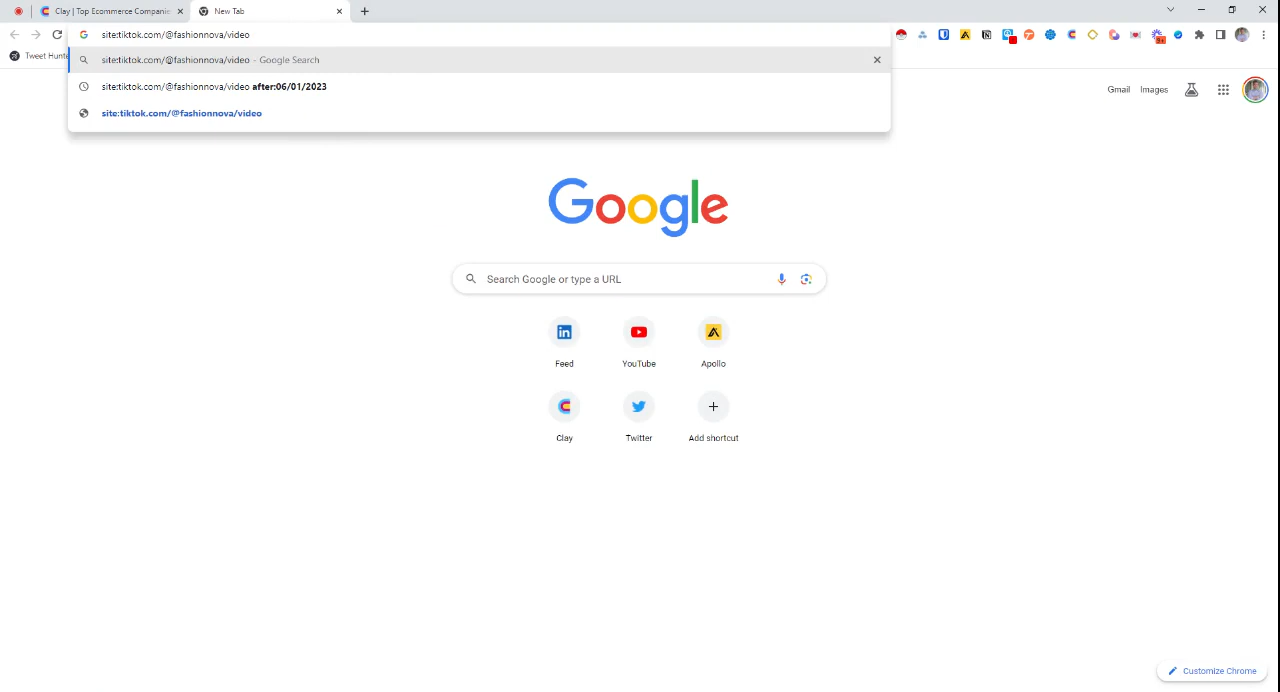 Clay | Top Ecommerce Companie
New Tab
site:tiktok.com/@fashionnova/video
Tweet Hunte
site:tiktok.com/@fashionnova/video - Google Search
site:tiktok.com/@fashionnova/video after:06/01/2023
site:tiktok.com/@fashionnova/video
Gmail Images
Google
Search Google or type a URL
Feed YouTube Apollo
Clay Twitter Add shortcut
Customize Chrome